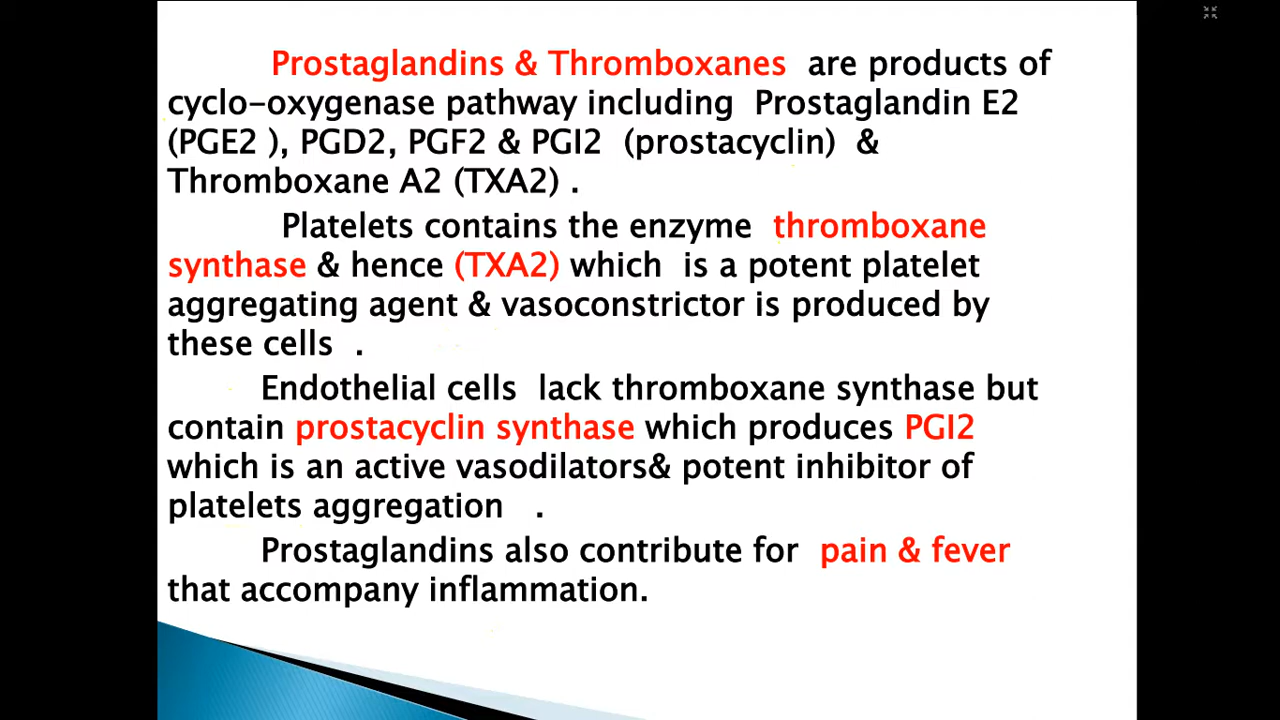 Prostaglandins & Thromboxanes are products of
cyclo-oxygenase pathway including Prostaglandin E2
(PGE2 ), PGD2, PGF2 & PGI2 (prostacyclin) &
Thromboxane A2 (TXA2) .
Platelets contains the enzyme thromboxane
synthase & hence (TXA2) which is a potent platelet
aggregating agent & vasoconstrictor is produced by
these cells .
Endothelial cells lack thromboxane synthase but
contain prostacyclin synthase which produces PGI2
which is an active vasodilators& potent inhibitor of
platelets aggregation .
Prostaglandins also contribute for pain & fever
that accompany inflammation.